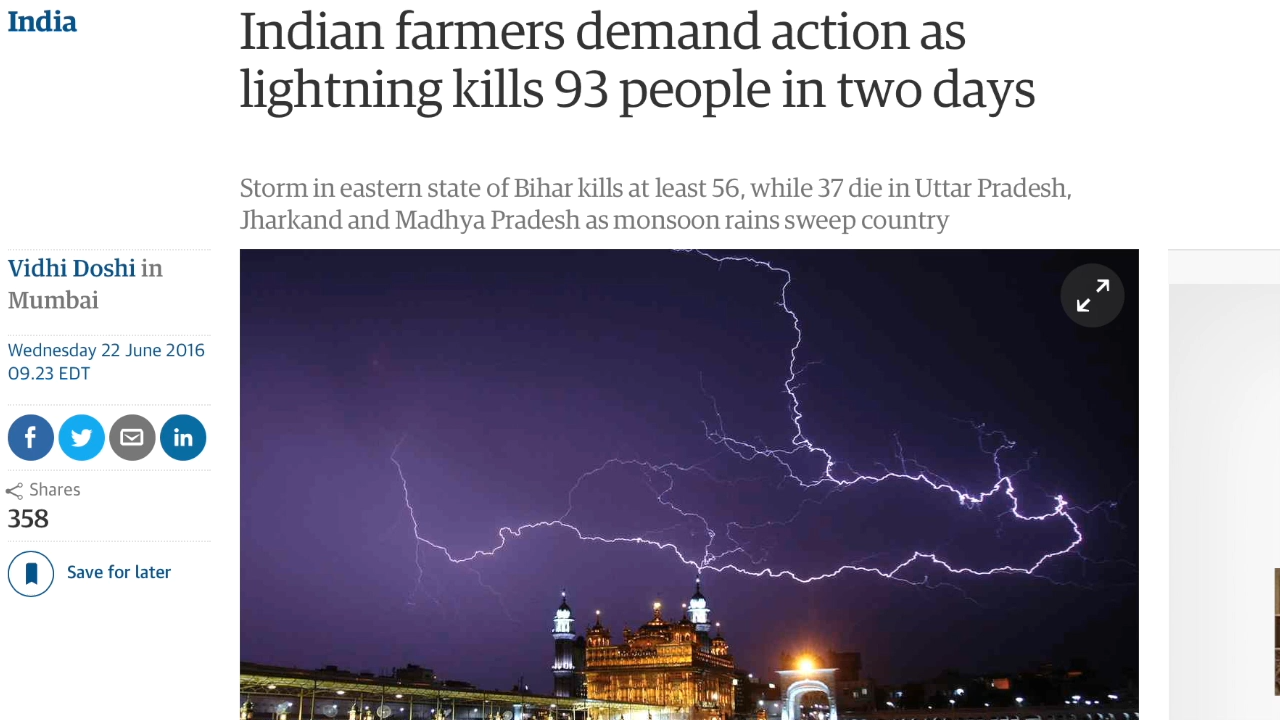 India
Indian farmers demand action as
lightning kills 93 people in two days
Storm in eastern state of Bihar kills at least 56, while 37 die in Uttar Pradesh,
Jharkand and Madhya Pradesh as monsoon rains sweep country
Vidhi Doshi in
Mumbai
Wednesday 22 June 2016
09.23 EDT
f
in
Shares
358
Save for later